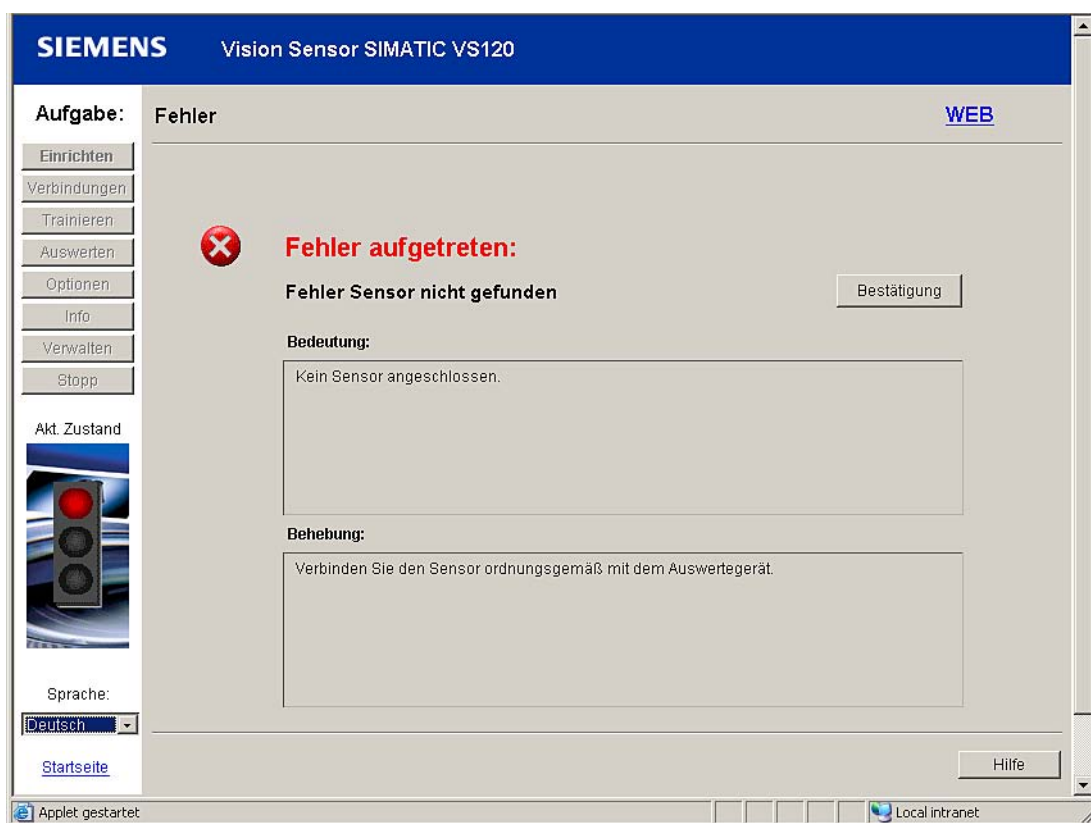 SIEMENS Vision Sensor SIMATIC VS120
Aufgabe:
Fehler
WEB
Einrichten
Verbindungen
Trainieren
Auswerten
Optionen
Info
Verwalten
Stopp
Akt. Zustand
Sprache:
Deutsch
Startseite
Fehler aufgetreten:
Fehler Sensor nicht gefunden
Bestätigung
Bedeutung:
Kein Sensor angeschlossen.
Behebung:
Verbinden Sie den Sensor ordnungsgemäß mit dem Auswertegerät.
Hilfe
Applet gestartet
Local intranet